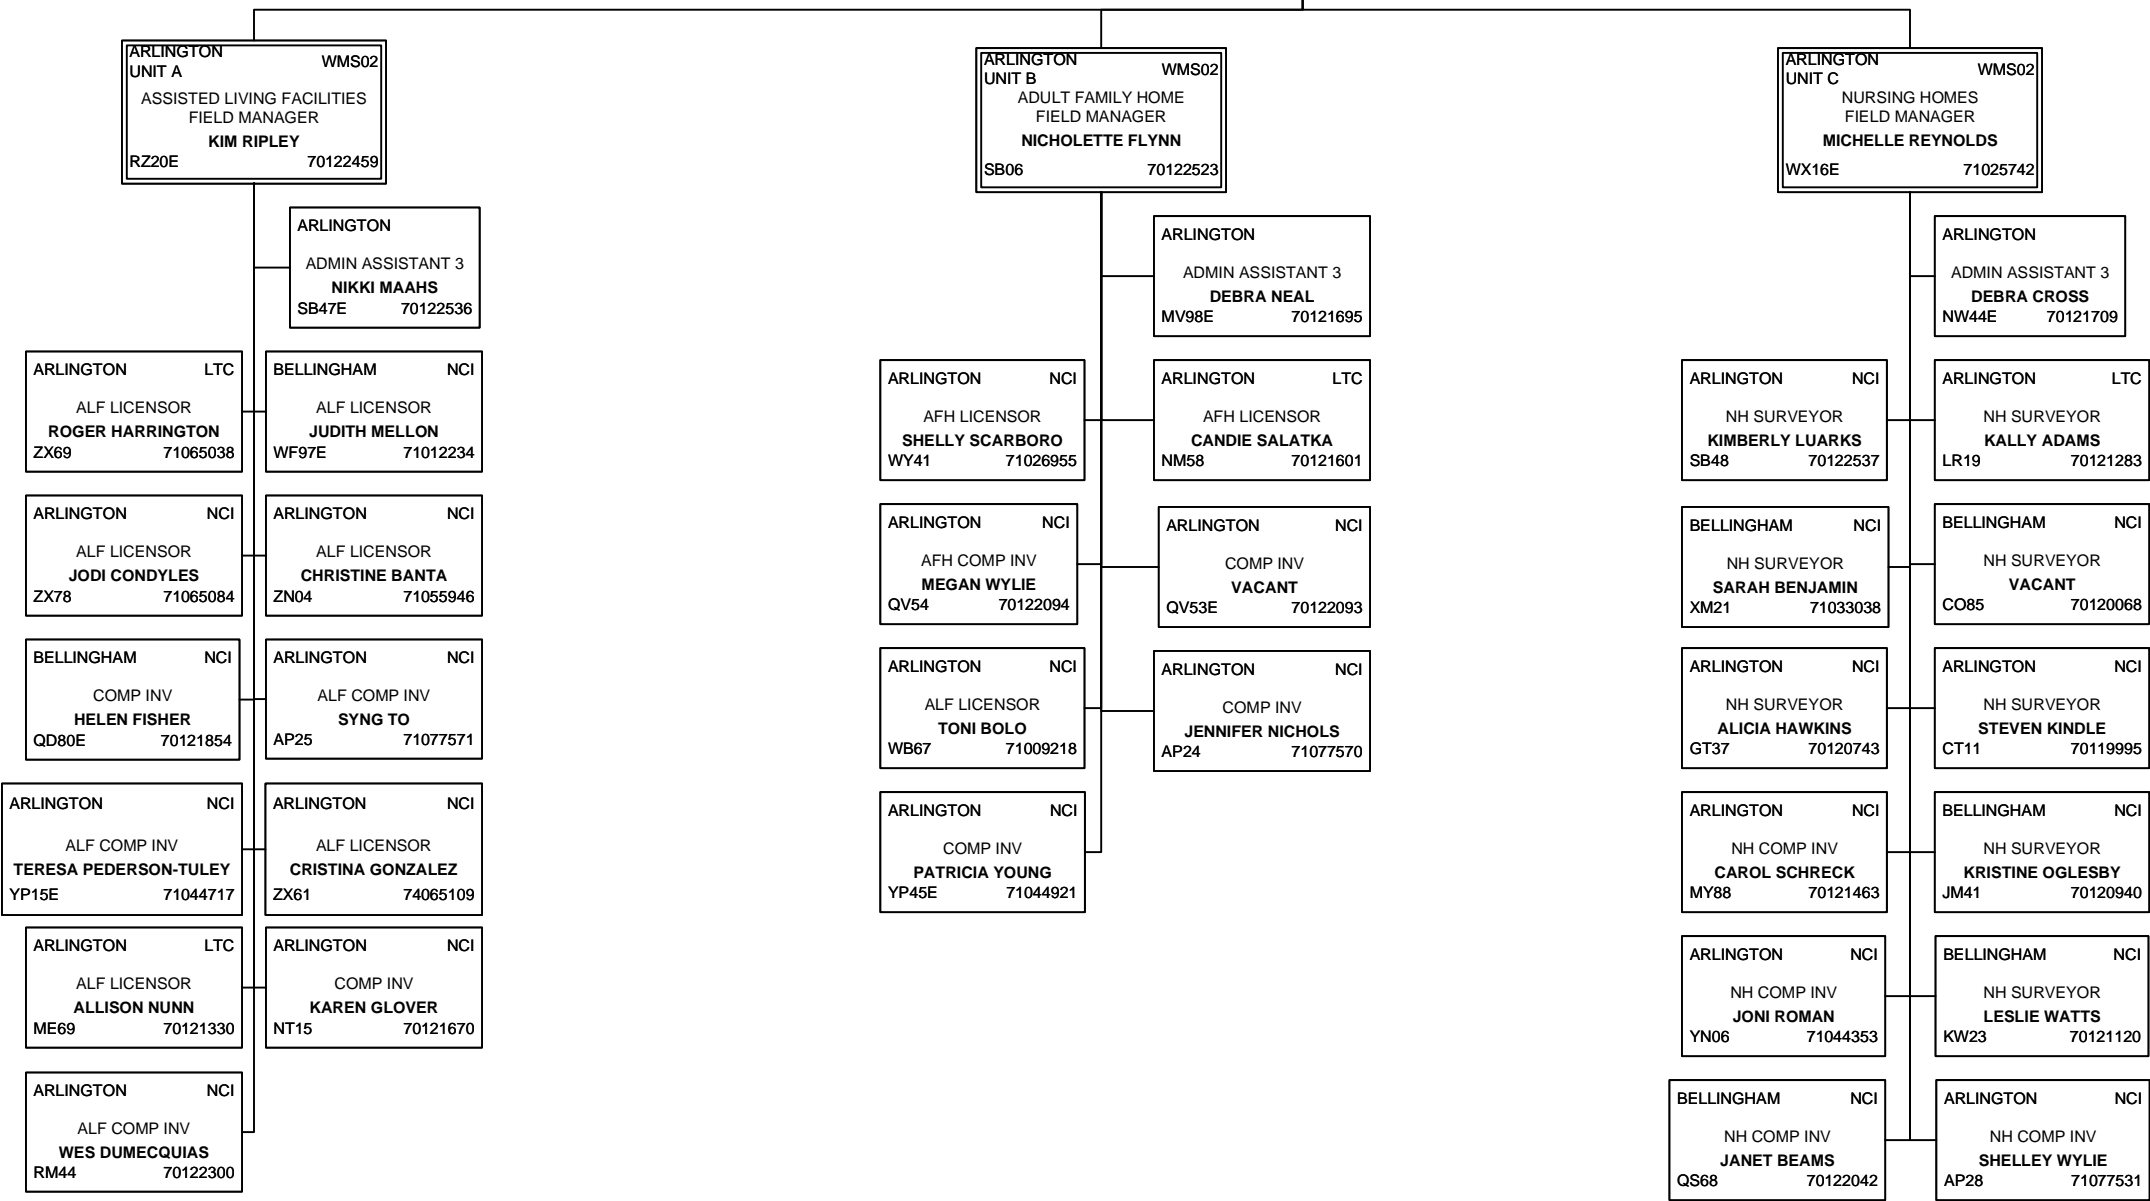 ARLINGTON
UNIT A WMS02
ASSISTED LIVING FACILITIES
FIELD MANAGER
KIM RIPLEY
RZ20E 70122459
ARLINGTON
ADMIN ASSISTANT 3
NIKKI MAAHS
SB47E 70122536
ARLINGTON LTC
ALF LICENSOR
ROGER HARRINGTON
ZX69 71065038
BELLINGHAM NCI
ALF LICENSOR
JUDITH MELLON
WF97E 71012234
ARLINGTON NCI
ALF LICENSOR
JODI CONDYLES
ZX78 71065084
ARLINGTON NCI
ALF LICENSOR
CHRISTINE BANTA
ZN04 71055946
BELLINGHAM NCI
COMP INV
HELEN FISHER
QD80E 70121854
ARLINGTON NCI
ALF COMP INV
SYNG TO
AP25 71077571
ARLINGTON NCI
ALF COMP INV
TERESA PEDERSON-TULEY
YP15E 71044717
ARLINGTON NCI
ALF LICENSOR
CRISTINA GONZALEZ
ZX61 74065109
ARLINGTON LTC
ALF LICENSOR
ALLISON NUNN
ME69 70121330
ARLINGTON NCI
COMP INV
KAREN GLOVER
NT15 70121670
ARLINGTON NCI
ALF COMP INV
WES DUMECQUIAS
RM44 70122300
ARLINGTON
UNIT B WMS02
ADULT FAMILY HOME
FIELD MANAGER
NICHOLETTE FLYNN
SB06 70122523
ARLINGTON
ADMIN ASSISTANT 3
DEBRA NEAL
MV98E 70121695
ARLINGTON NCI
AFH LICENSOR
SHELLY SCARBORO
WY41 71026955
ARLINGTON LTC
AFH LICENSOR
CANDIE SALATKA
NM58 70121601
ARLINGTON NCI
AFH COMP INV
MEGAN WYLIE
QV54 70122094
ARLINGTON NCI
COMP INV
VACANT
QV53E 70122093
ARLINGTON NCI
ALF LICENSOR
TONI BOLO
WB67 71009218
ARLINGTON NCI
COMP INV
JENNIFER NICHOLS
AP24 71077570
ARLINGTON NCI
COMP INV
PATRICIA YOUNG
YP45E 71044921
ARLINGTON
UNIT C WMS02
NURSING HOMES
FIELD MANAGER
MICHELLE REYNOLDS
WX16E 71025742
ARLINGTON
ADMIN ASSISTANT 3
DEBRA CROSS
NW44E 70121709
ARLINGTON NCI
NH SURVEYOR
KIMBERLY LUARKS
SB48 70122537
ARLINGTON LTC
NH SURVEYOR
KALLY ADAMS
LR19 70121283
BELLINGHAM NCI
NH SURVEYOR
SARAH BENJAMIN
XM21 71033038
BELLINGHAM NCI
NH SURVEYOR
VACANT
CO85 70120068
ARLINGTON NCI
NH SURVEYOR
ALICIA HAWKINS
GT37 70120743
ARLINGTON NCI
NH SURVEYOR
STEVEN KINDLE
CT11 70119995
ARLINGTON NCI
NH COMP INV
CAROL SCHRECK
MY88 70121463
BELLINGHAM NCI
NH SURVEYOR
KRISTINE OGLESBY
JM41 70120940
ARLINGTON NCI
NH COMP INV
JONI ROMAN
YN06 71044353
BELLINGHAM NCI
NH SURVEYOR
LESLIE WATTS
KW23 70121120
BELLINGHAM NCI
NH COMP INV
JANET BEAMS
QS68 70122042
ARLINGTON NCI
NH COMP INV
SHELLEY WYLIE
AP28 71077531